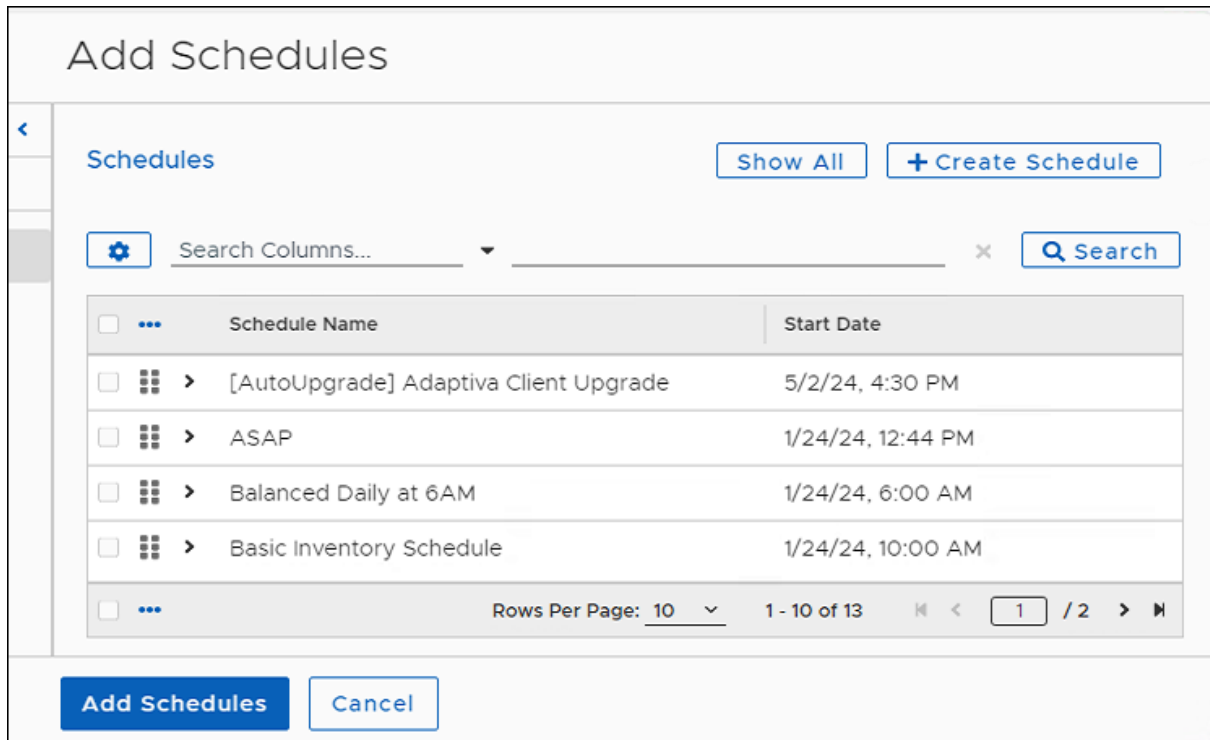 Add Schedules
Schedules
Show All
+ Create Schedule
Search Columns...
Search
Schedule Name Start Date
[AutoUpgrade] Adaptiva Client Upgrade 5/2/24, 4:30 PM
ASAP 1/24/24, 12:44 PM
Balanced Daily at 6AM 1/24/24, 6:00 AM
Basic Inventory Schedule 1/24/24, 10:00 AM
Rows Per Page: 10 1 - 10 of 13 1 / 2
Add Schedules Cancel